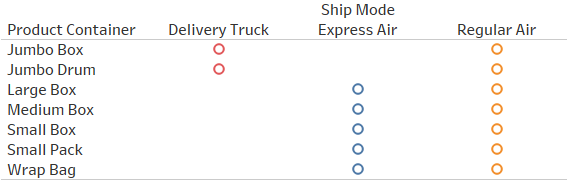 Ship Mode
Product Container Delivery Truck Express Air Regular Air
Jumbo Box
Jumbo Drum
Large Box
Medium Box
Small Box
Small Pack
Wrap Bag